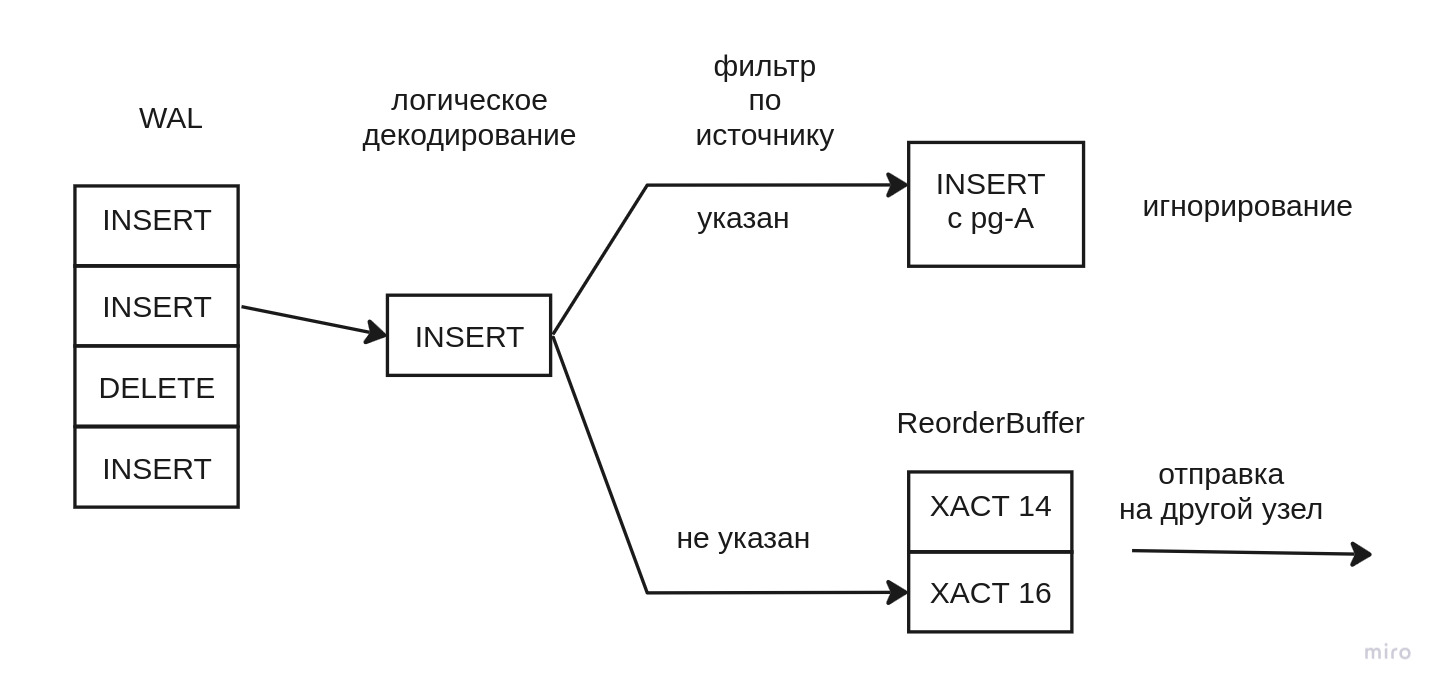 WAL
INSERT
INSERT
DELETE
INSERT
логическое
декодирование
INSERT
фильтр
по
источнику
указан
INSERT
с pg-A
игнорирование
не указан
ReorderBuffer
XACT 14
XACT 16
отправка
на другой узел
miro